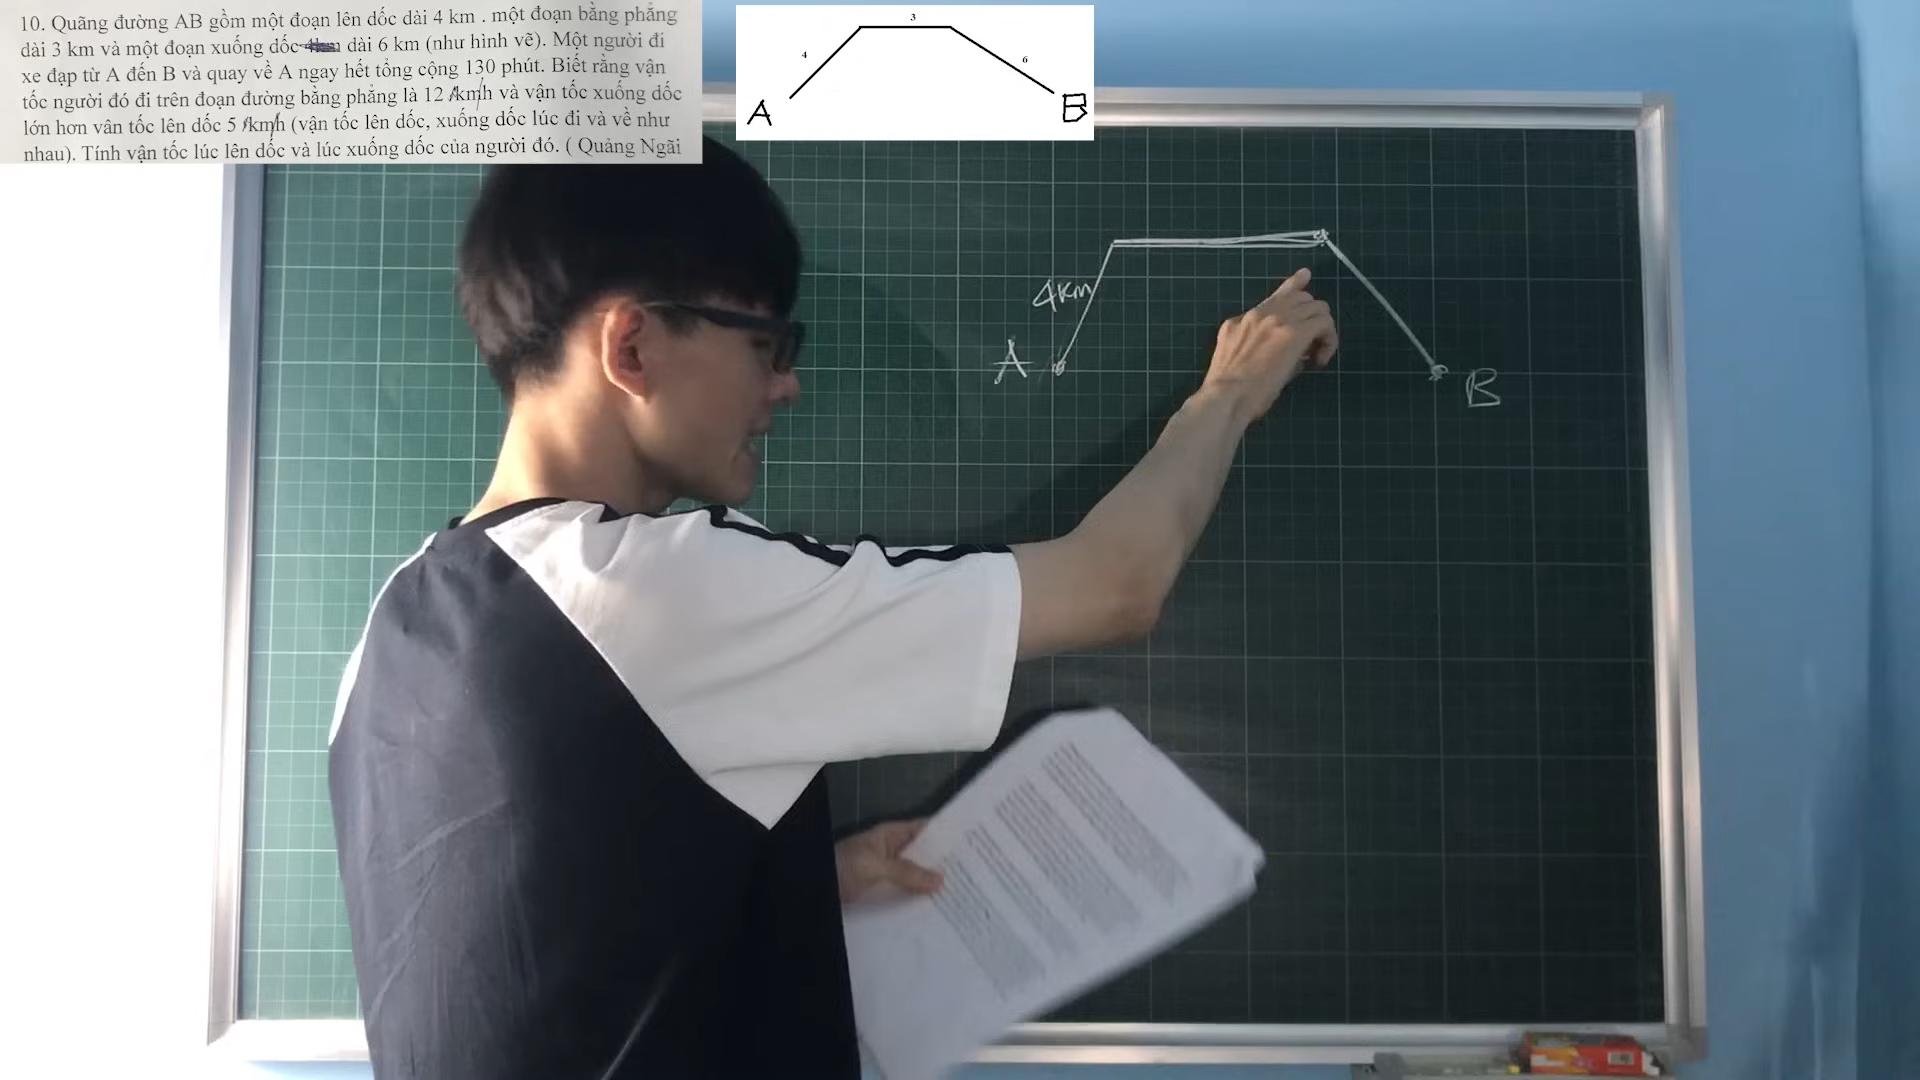 10. Quãng đường AB gồm một đoạn lên dốc dài 4 km . một đoạn bằng phẳng
dài 3 km và một đoạn xuống dốc dài 6 km (như hình vẽ). Một người đi
xe đạp từ A đến B và quay về A ngay hết tổng cộng 130 phút. Biết rằng vận
tốc người đó đi trên đoạn đường bằng phẳng là 12 km/h và vận tốc xuống dốc
lớn hơn vân tốc lên dốc 5 km/h (vận tốc lên dốc, xuống dốc lúc đi và về như
nhau). Tính vận tốc lúc lên dốc và lúc xuống dốc của người đó. ( Quảng Ngãi
3
4
6
A
B
4km
A
B